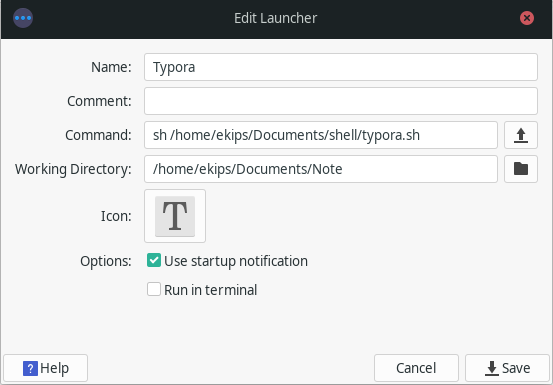 Edit Launcher
Name: Typora
Comment:
Command: sh /home/ekips/Documents/shell/typora.sh
Working Directory: /home/ekips/Documents/Note
Icon: T
Options: Use startup notification
Run in terminal
? Help Cancel Save